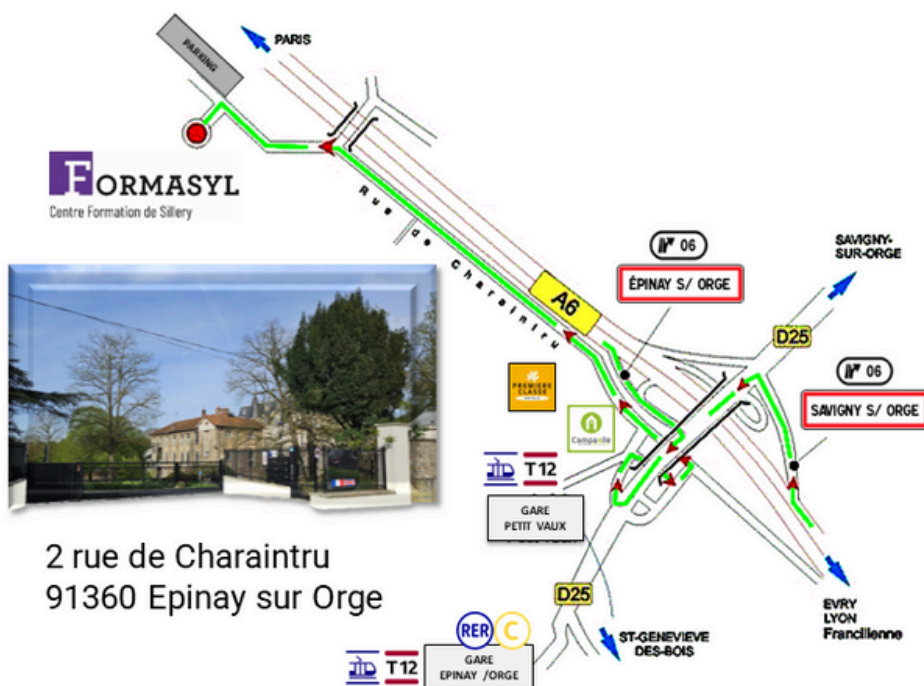 PARKING
PARIS
FORMASYL
Centre Formation de Sillery
Rue de Charaintru
A6
06
ÉPINAY S/ ORGE
SAVIGNY-
SUR-ORGE
D25
06
SAVIGNY S/ ORGE
PREMIERE
CLASSE
Campanile
T12
GARE
PETIT VAUX
2 rue de Charaintru
91360 Epinay sur Orge
D25
EVRY
LYON
Francilienne
RER C
ST-GENEVIEVE
DES-BOIS
T12
GARE
EPINAY /ORGE